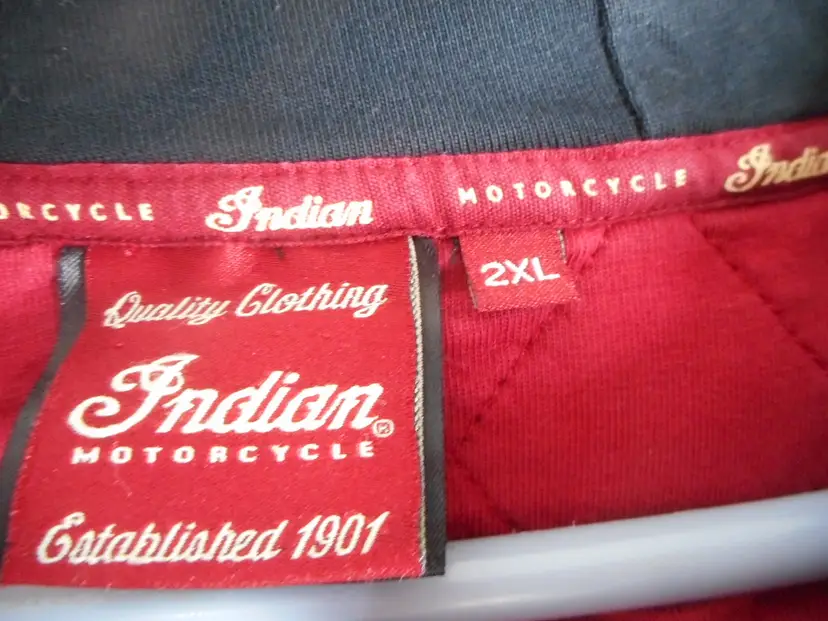 ORCYCLE Indian MOTORCYCLE Indian
2XL
Quality Clothing
Indian
MOTORCYCLE
Established 1901